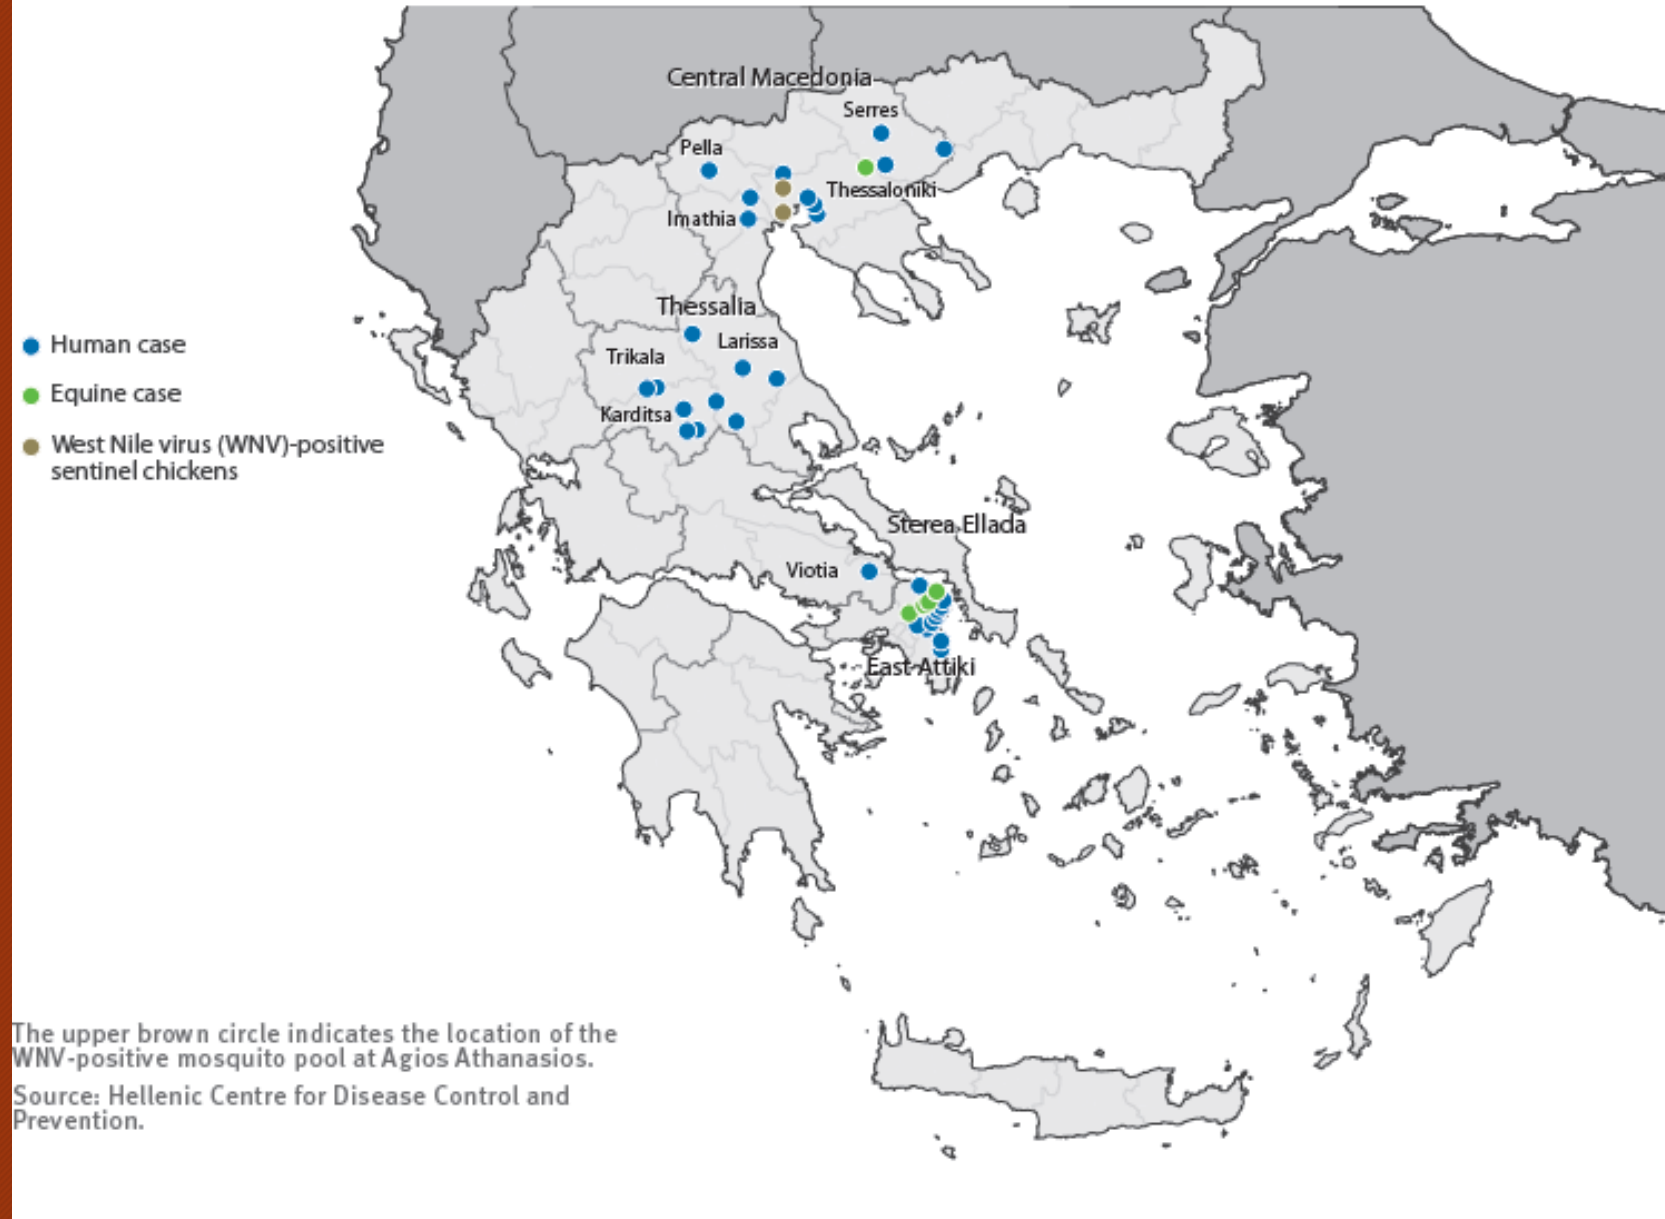 Central Macedonia
Serres
Pella
Thessaloniki
Imathia
Thessalia
Larissa
Trikala
Karditsa
Human case
Equine case
West Nile virus (WNV)-positive
sentinel chickens
Sterea Ellada
Viotia
East Attiki
The upper brown circle indicates the location of the
WNV-positive mosquito pool at Agios Athanasios.
Source: Hellenic Centre for Disease Control and
Prevention.